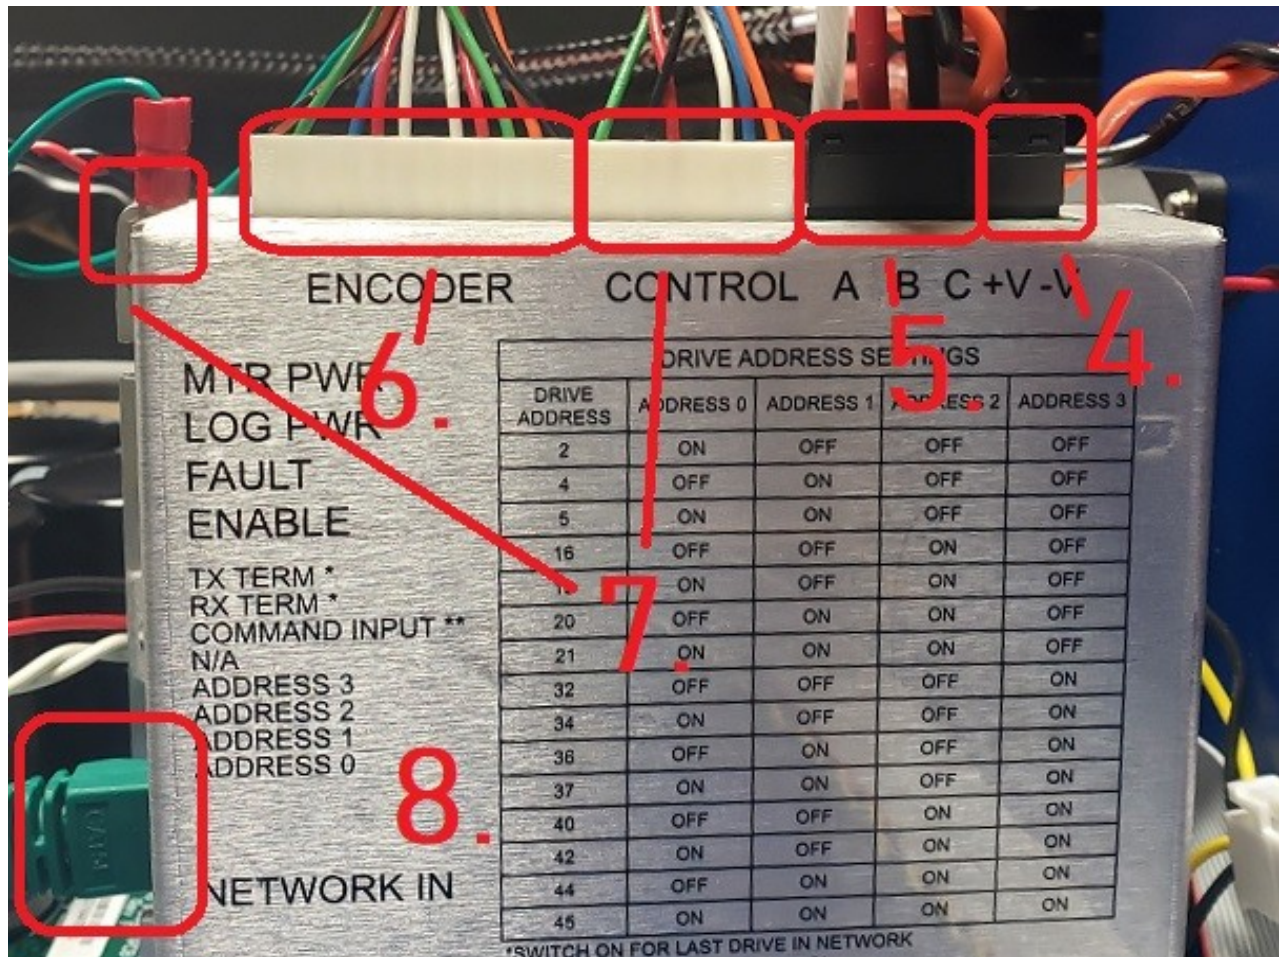 ENCODER CONTROL A B C +V -V
6. 5. 4.
MTR PWR
LOG PWR
FAULT
ENABLE
TX TERM *
RX TERM *
COMMAND INPUT **
N/A
ADDRESS 3
ADDRESS 2
ADDRESS 1
ADDRESS 0
7.
8.
CAT
NETWORK IN
DRIVE ADDRESS SETTINGS
DRIVE ADDRESS ADDRESS 0 ADDRESS 1 ADDRESS 2 ADDRESS 3
2 ON OFF OFF OFF
4 OFF ON OFF OFF
5 ON ON OFF OFF
16 OFF OFF ON OFF
ON OFF ON OFF
20 OFF ON ON OFF
21 ON ON ON OFF
32 OFF OFF OFF ON
34 ON OFF OFF ON
36 OFF ON OFF ON
37 ON ON OFF ON
40 OFF OFF ON ON
42 ON OFF ON ON
44 OFF ON ON ON
45 ON ON ON ON
*SWITCH ON FOR LAST DRIVE IN NETWORK